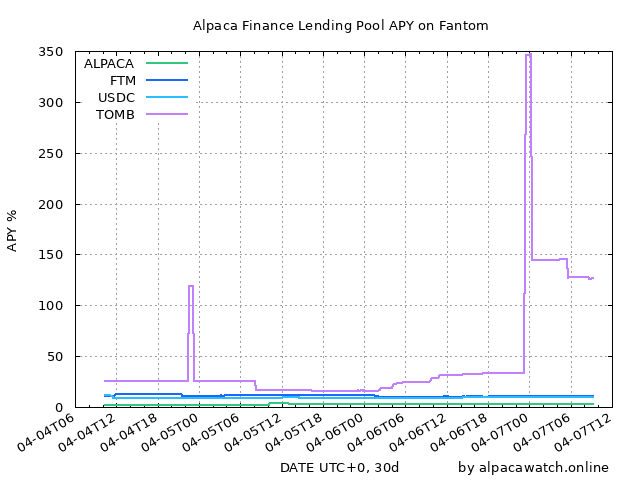 Alpaca Finance Lending Pool APY on Fantom
350
300
250
200
150
100
50
0
APY %
ALPACA
FTM
USDC
TOMB
04-04T06
04-04T12
04-04T18
04-05T00
04-05T06
04-05T12
04-05T18
04-06T00
04-06T06
04-06T12
04-06T18
04-07T00
04-07T06
04-07T12
DATE UTC+0, 30d
by alpacawatch.online